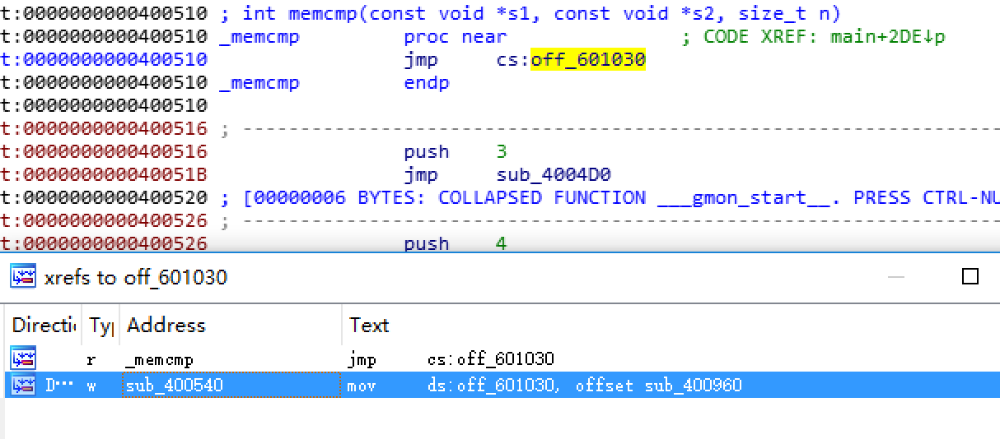 t:0000000000400510 ; int memcmp(const void *s1, const void *s2, size_t n)
t:0000000000400510 _memcmp proc near ; CODE XREF: main+2DE↓p
t:0000000000400510 jmp cs:off_601030
t:0000000000400510 _memcmp endp
t:0000000000400510
t:0000000000400516 ; ---------------------------------------------------------------------------
t:0000000000400516 push 3
t:000000000040051B jmp sub_4004D0
t:0000000000400520 ; [00000006 BYTES: COLLAPSED FUNCTION ___gmon_start__. PRESS CTRL-NU
t:0000000000400526 ; ---------------------------------------------------------------------------
t:0000000000400526 push 4
xrefs to off_601030
Directi Ty Address Text
r _memcmp jmp cs:off_601030
D··· w sub_400540 mov ds:off_601030, offset sub_400960